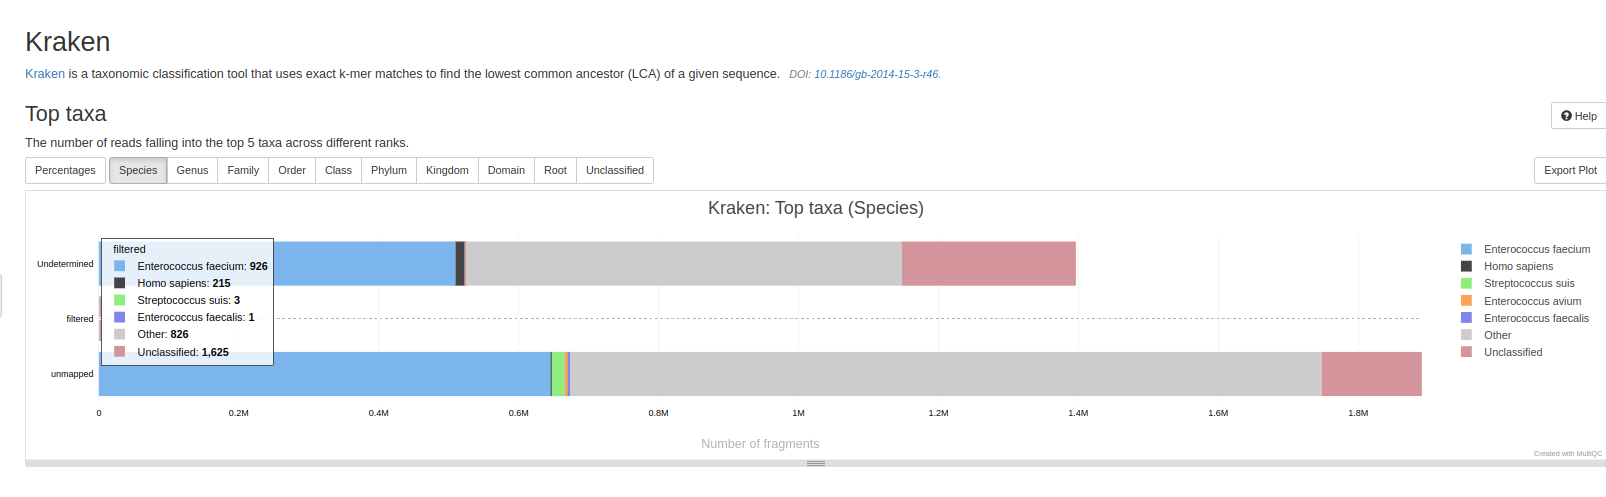 Kraken
Kraken is a taxonomic classification tool that uses exact k-mer matches to find the lowest common ancestor (LCA) of a given sequence. DOI: 10.1186/gb-2014-15-3-r46.
Top taxa
Help
The number of reads falling into the top 5 taxa across different ranks.
Percentages Species Genus Family Order Class Phylum Kingdom Domain Root Unclassified Export Plot
Kraken: Top taxa (Species)
Undetermined
filtered
unmapped
filtered
Enterococcus faecium: 926
Homo sapiens: 215
Streptococcus suis: 3
Enterococcus faecalis: 1
Other: 826
Unclassified: 1,625
Enterococcus faecium
Homo sapiens
Streptococcus suis
Enterococcus avium
Enterococcus faecalis
Other
Unclassified
0 0.2M 0.4M 0.6M 0.8M 1M 1.2M 1.4M 1.6M 1.8M
Number of fragments
Created with MultiQC